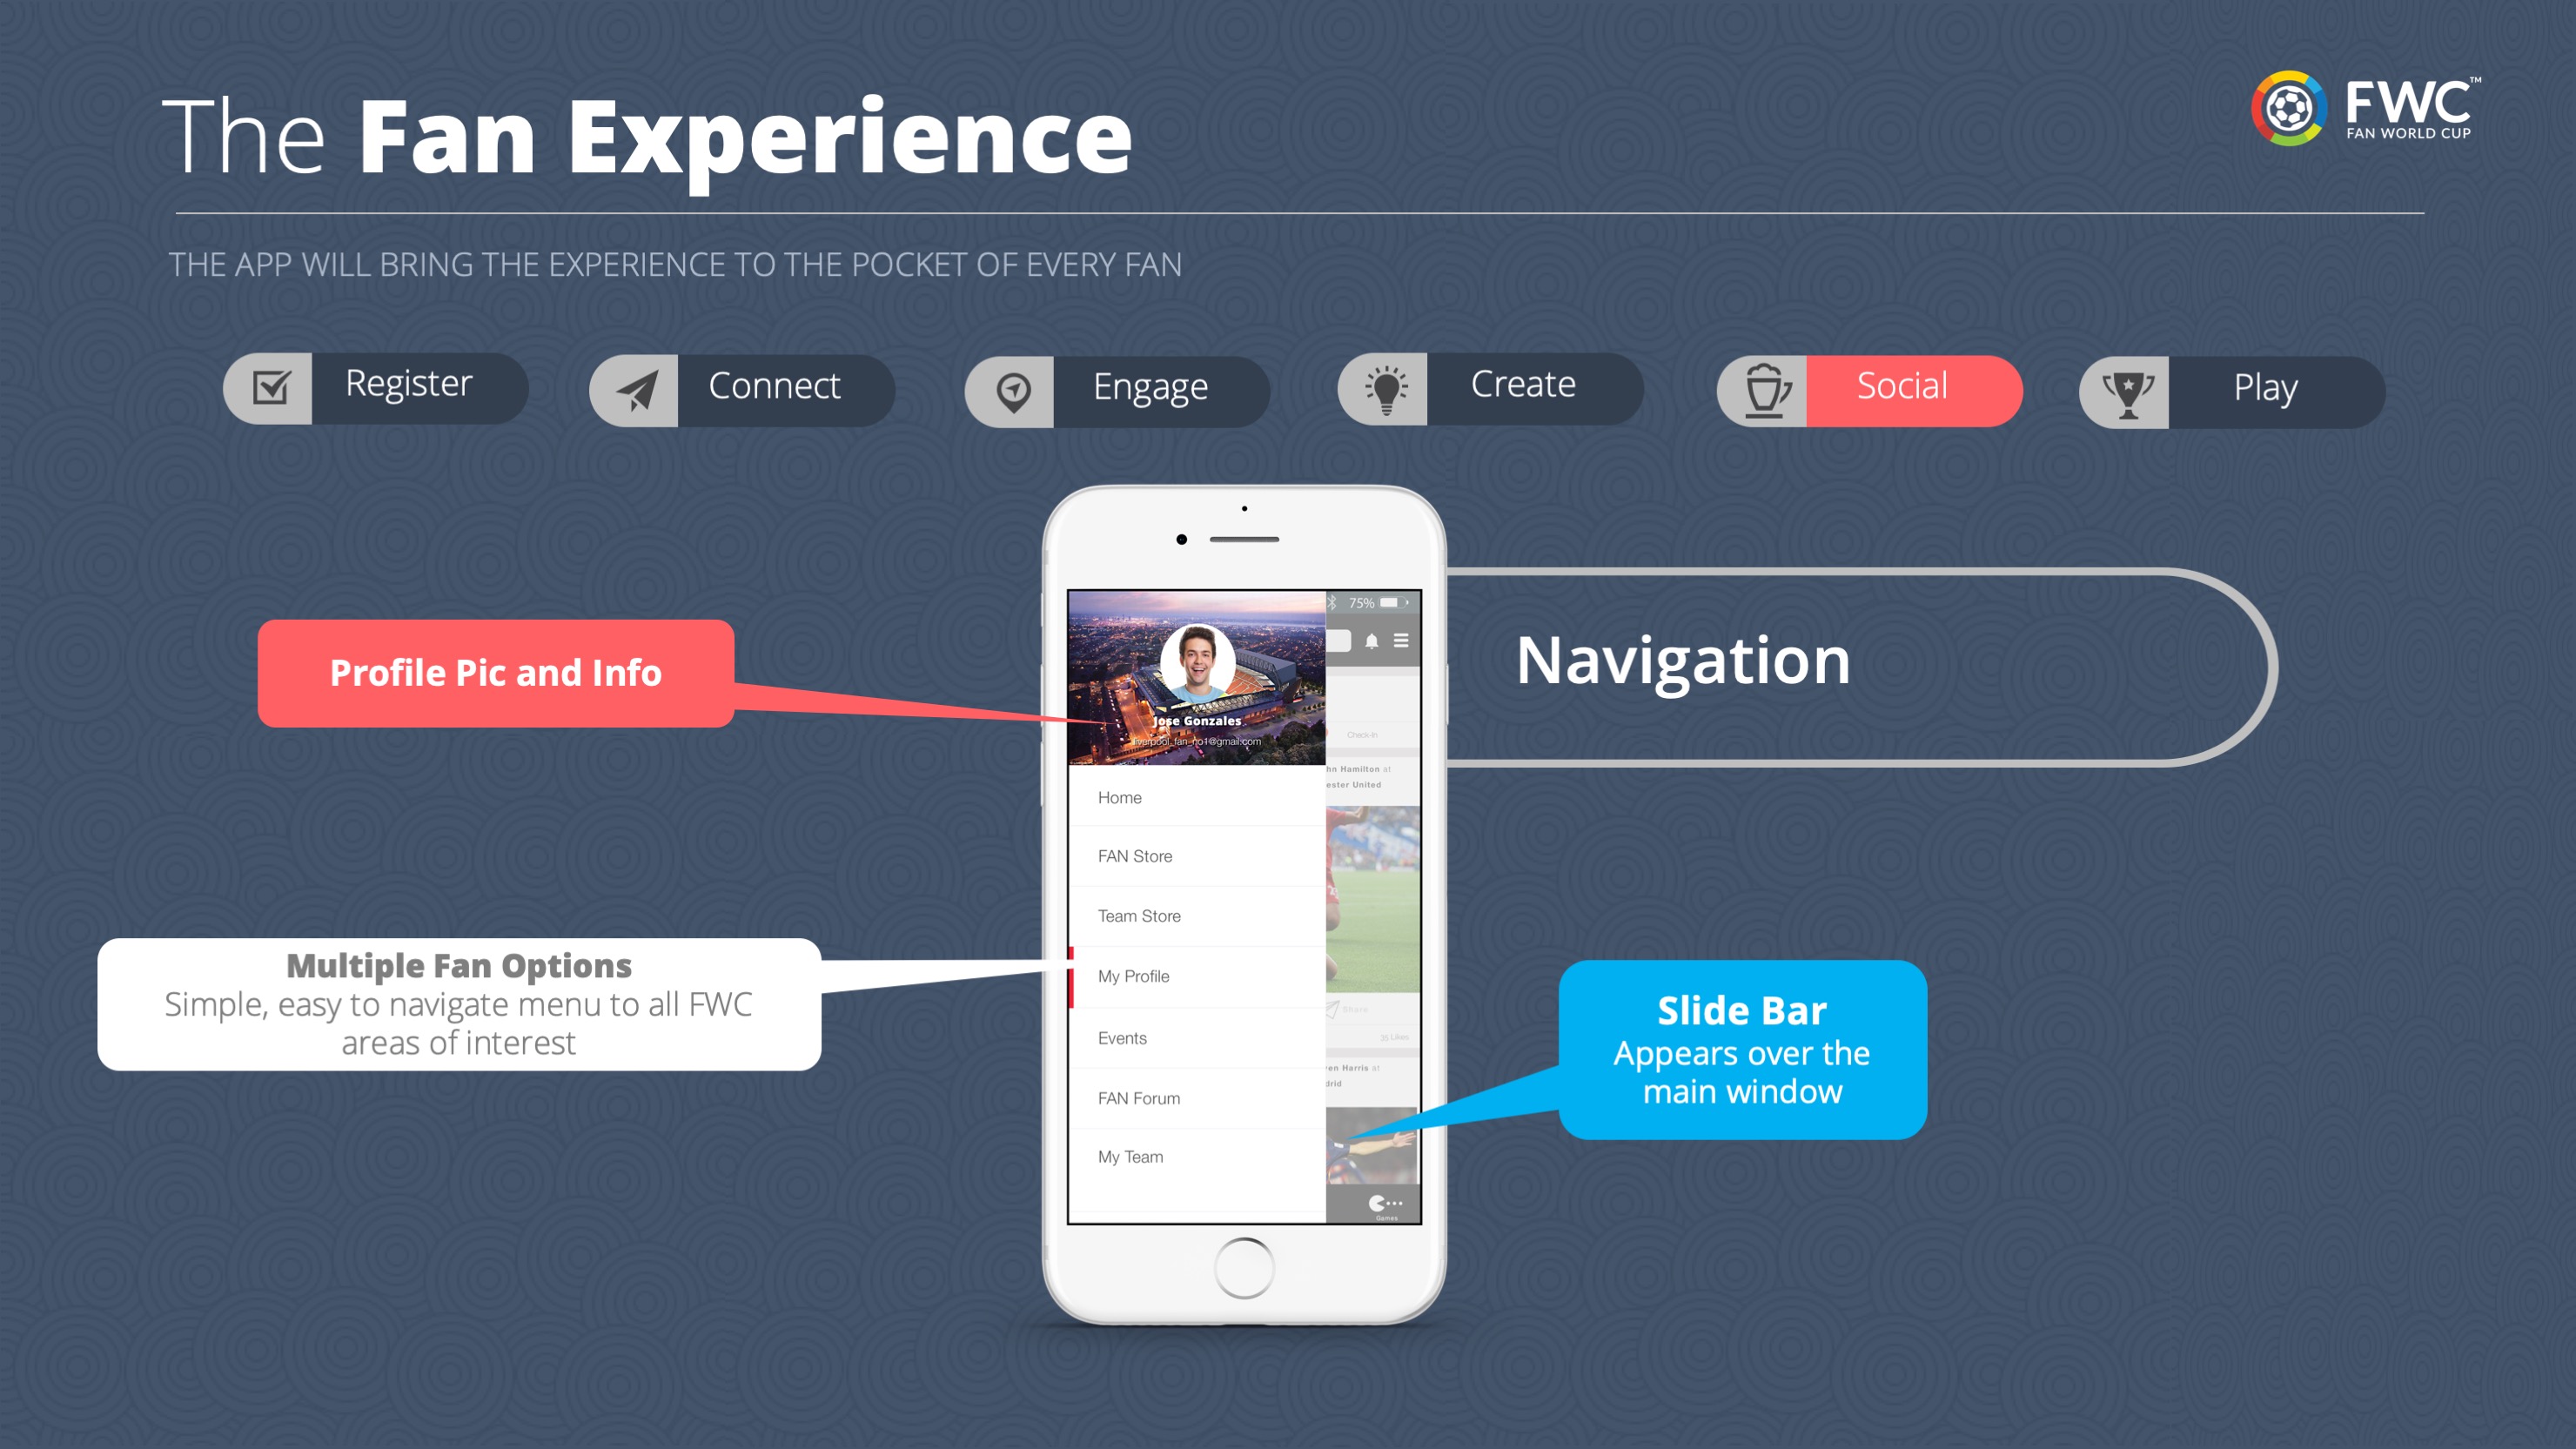 The Fan Experience
FWC™
FAN WORLD CUP
THE APP WILL BRING THE EXPERIENCE TO THE POCKET OF EVERY FAN
Register
Connect
Engage
Create
Social
Play
75%
Navigation
Profile Pic and Info
Jose Gonzales
liverpool_fan_no1@gmail.com
Check-In
hn Hamilton at
ester United
Home
FAN Store
Team Store
My Profile
Events
FAN Forum
My Team
Multiple Fan Options
Simple, easy to navigate menu to all FWC
areas of interest
Share
35 Likes
ren Harris at
drid
Games
Slide Bar
Appears over the
main window